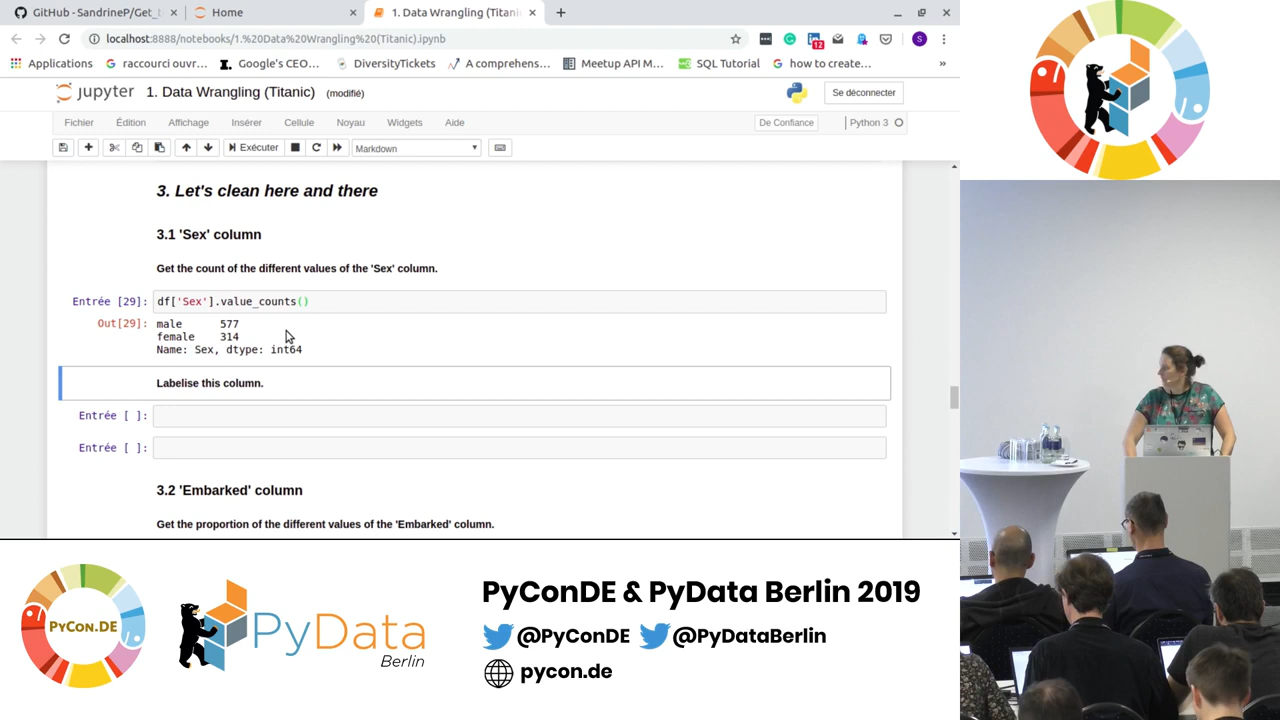 GitHub - SandrineP/Get_t
Home
1. Data Wrangling (Titanic
localhost:8888/notebooks/1.%20Data%20Wrangling%20(Titanic).ipynb
12
S
Applications
raccourci ouvr...
Google's CEO...
DiversityTickets
A comprehens...
Meetup API M...
SQL Tutorial
how to create...
»
jupyter
1. Data Wrangling (Titanic)
(modifié)
Se déconnecter
Fichier
Édition
Affichage
Insérer
Cellule
Noyau
Widgets
Aide
De Confiance
Python 3
Exécuter
Markdown
3. Let's clean here and there
3.1 'Sex' column
Get the count of the different values of the 'Sex' column.
Entrée [29]:
df['Sex'].value_counts()
Out[29]:
male 577
female 314
Name: Sex, dtype: int64
Labelise this column.
Entrée [ ]:
Entrée [ ]:
3.2 'Embarked' column
Get the proportion of the different values of the 'Embarked' column.
PyCon.DE
PyData
Berlin
PyConDE & PyData Berlin 2019
@PyConDE
@PyDataBerlin
pycon.de